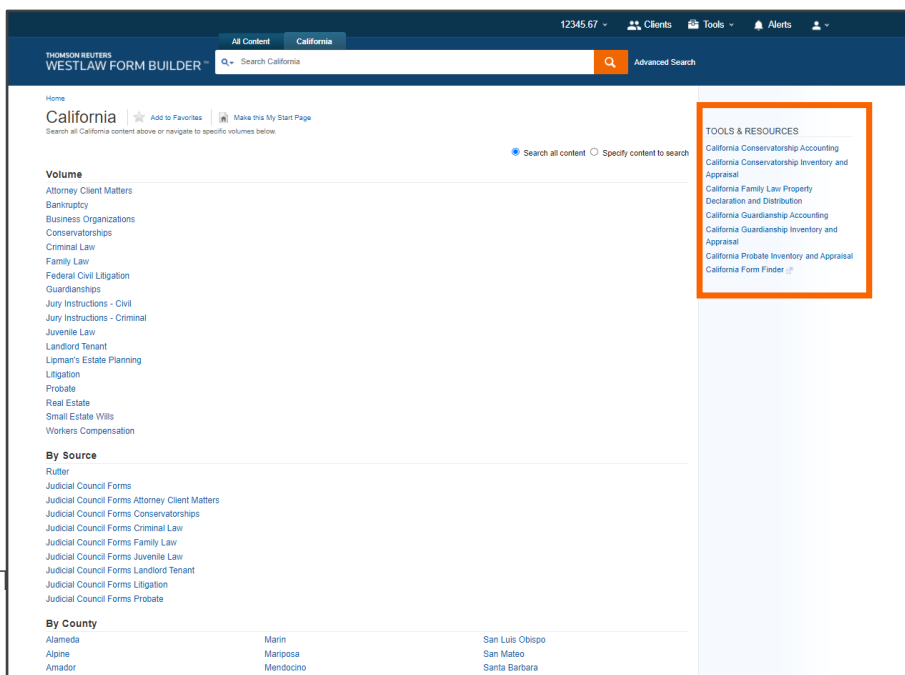 12345.67 Clients Tools Alerts
All Content California
THOMSON REUTERS
WESTLAW FORM BUILDER™
Search California
Advanced Search
Home
California Add to Favorites Make this My Start Page
Search all California content above or navigate to specific volumes below.
Search all content Specify content to search
Volume
Attorney Client Matters
Bankruptcy
Business Organizations
Conservatorships
Criminal Law
Family Law
Federal Civil Litigation
Guardianships
Jury Instructions - Civil
Jury Instructions - Criminal
Juvenile Law
Landlord Tenant
Lipman's Estate Planning
Litigation
Probate
Real Estate
Small Estate Wills
Workers Compensation
By Source
Rutter
Judicial Council Forms
Judicial Council Forms Attorney Client Matters
Judicial Council Forms Conservatorships
Judicial Council Forms Criminal Law
Judicial Council Forms Family Law
Judicial Council Forms Juvenile Law
Judicial Council Forms Landlord Tenant
Judicial Council Forms Litigation
Judicial Council Forms Probate
By County
Alameda Marin San Luis Obispo
Alpine Mariposa San Mateo
Amador Mendocino Santa Barbara
TOOLS & RESOURCES
California Conservatorship Accounting
California Conservatorship Inventory and
Appraisal
California Family Law Property
Declaration and Distribution
California Guardianship Accounting
California Guardianship Inventory and
Appraisal
California Probate Inventory and Appraisal
California Form Finder